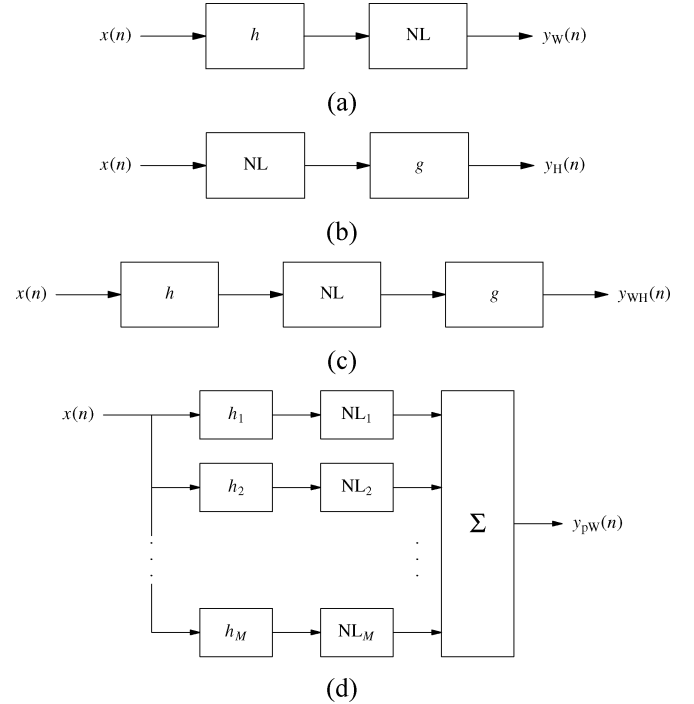 x(n) h NL y_W(n)
(a)
x(n) NL g y_H(n)
(b)
x(n) h NL g y_WH(n)
(c)
x(n) h_1 NL_1
h_2 NL_2
Σ y_pW(n)
h_M NL_M
(d)